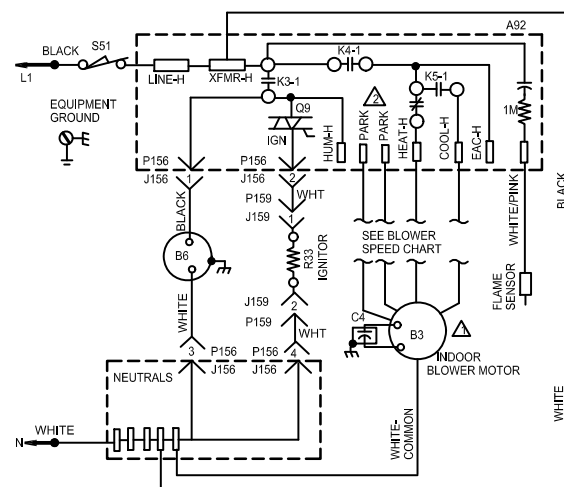 A92
BLACK
S51
L1
LINE-H
XFMR-H
K4-1
K3-1
K5-1
EQUIPMENT
GROUND
Q9
IGN
2
1M
HUM-H
PARK
PARK
HEAT-H
COOL-H
EAC-H
P156
J156
1
P156
J156
2
WHT
P159
J159
1
BLACK
B6
R33
IGNITOR
SEE BLOWER
SPEED CHART
WHITE/PINK
BLACK
FLAME
SENSOR
WHITE
J159
2
P159
WHT
C4
B3
1
INDOOR
BLOWER MOTOR
3
P156
J156
P156
4
J156
NEUTRALS
WHITE
N
WHITE-
COMMON
WHITE